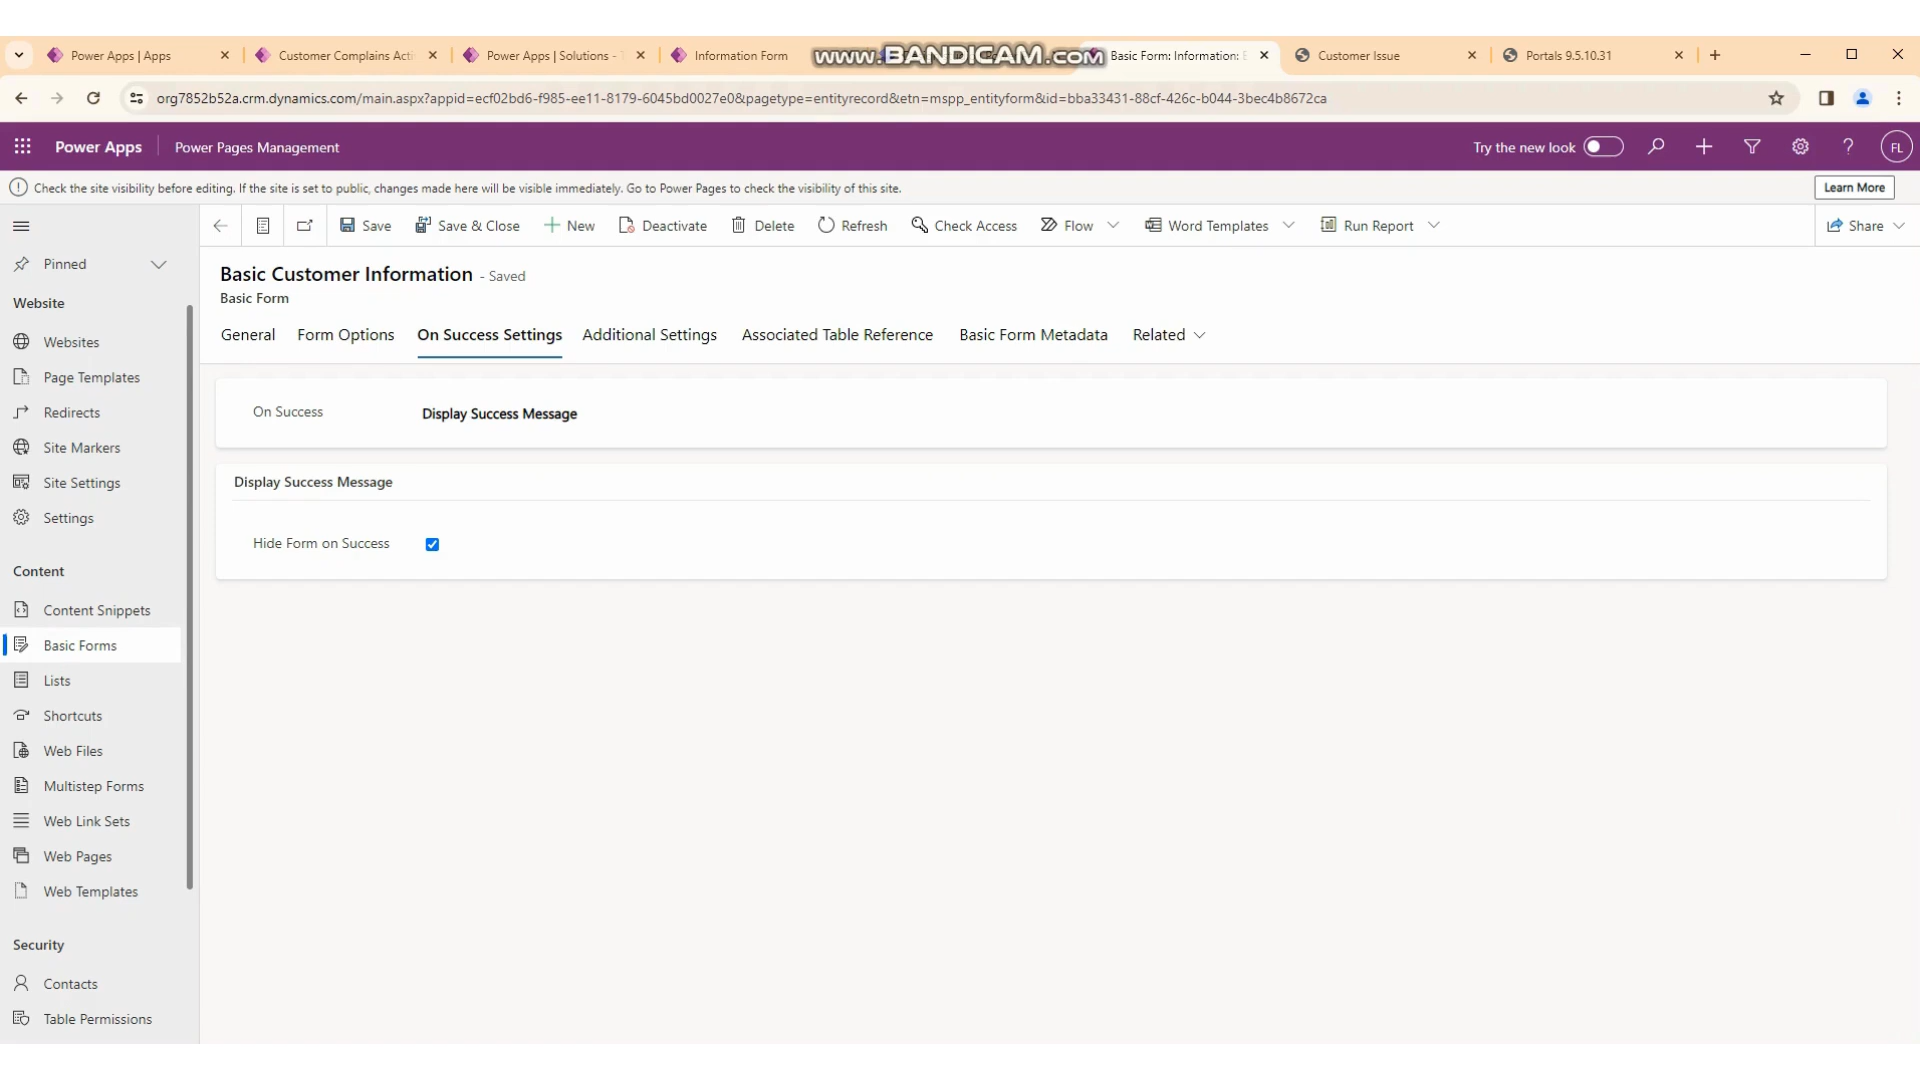 Power Apps | Apps
Customer Complains Acti
Power Apps | Solutions -
Information Form
www.BANDICAM.com
Basic Form: Information:
Customer Issue
Portals 9.5.10.31
org7852b52a.crm.dynamics.com/main.aspx?appid=ecf02bd6-f985-ee11-8179-6045bd0027e0&pagetype=entityrecord&etn=mspp_entityform&id=bba33431-88cf-426c-b044-3bec4b8672ca
Power Apps
Power Pages Management
Try the new look
FL
Check the site visibility before editing. If the site is set to public, changes made here will be visible immediately. Go to Power Pages to check the visibility of this site.
Learn More
Save
Save & Close
New
Deactivate
Delete
Refresh
Check Access
Flow
Word Templates
Run Report
Share
Pinned
Website
Websites
Page Templates
Redirects
Site Markers
Site Settings
Settings
Content
Content Snippets
Basic Forms
Lists
Shortcuts
Web Files
Multistep Forms
Web Link Sets
Web Pages
Web Templates
Security
Contacts
Table Permissions
Basic Customer Information - Saved
Basic Form
General
Form Options
On Success Settings
Additional Settings
Associated Table Reference
Basic Form Metadata
Related
On Success
Display Success Message
Display Success Message
Hide Form on Success